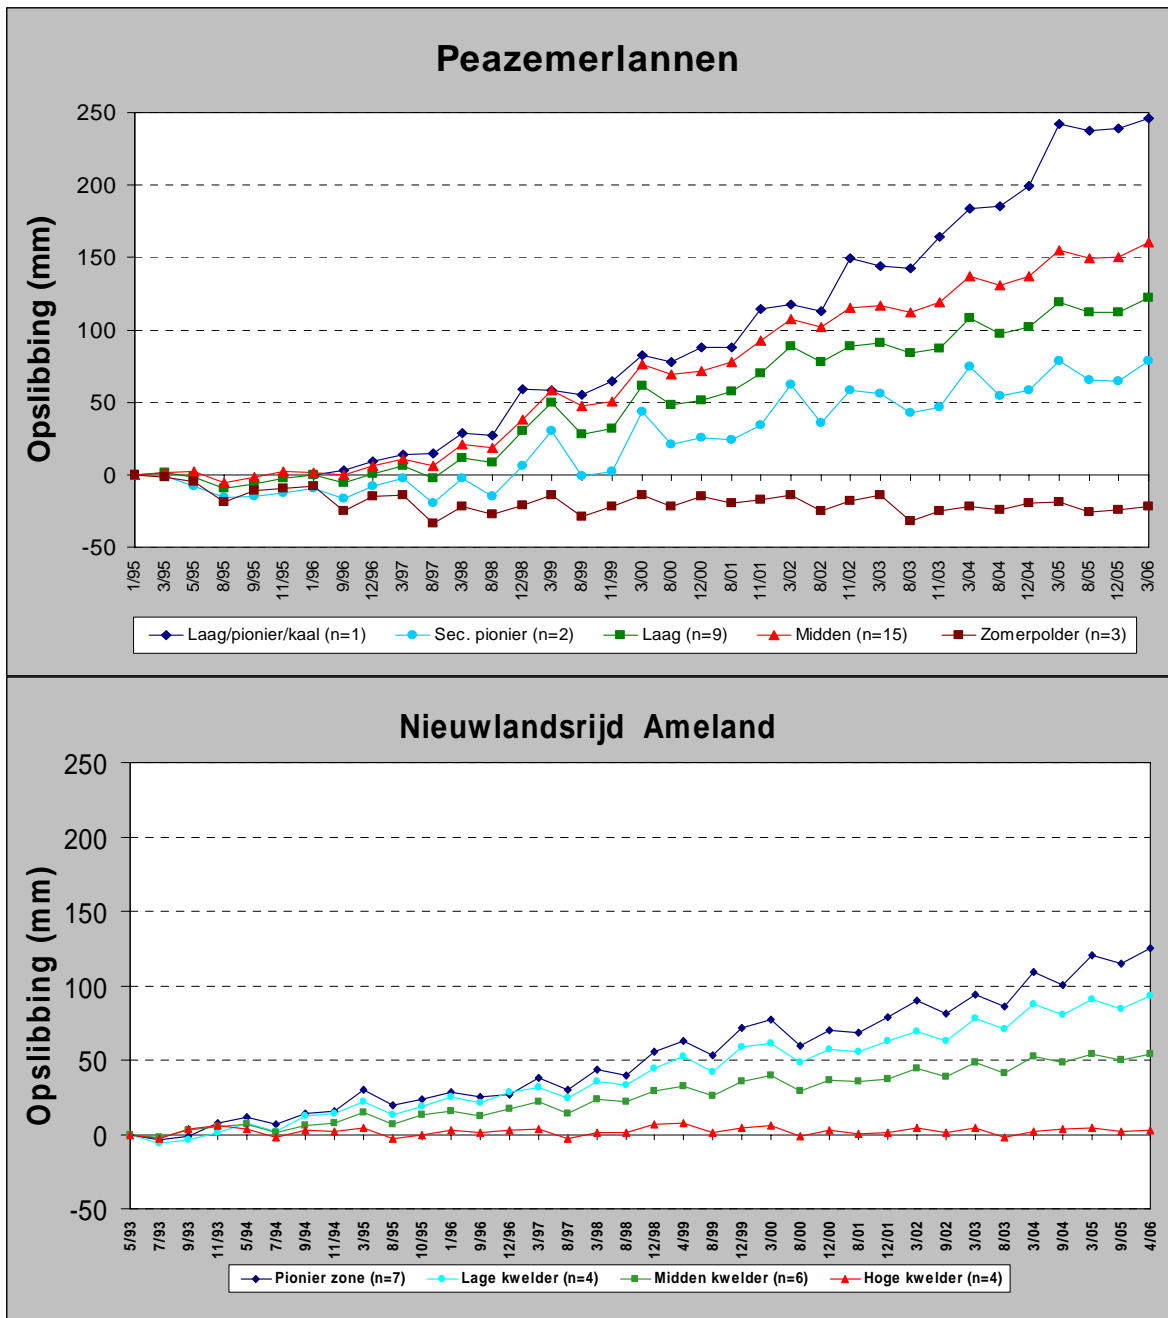 Peazemerlannen
Opslibbing (mm)
250
200
150
100
50
0
-50
1/95 3/95 5/95 8/95 9/95 11/95 1/96 9/96 12/96 3/97 8/97 3/98 8/98 12/98 3/99 8/99 11/99 3/00 8/00 12/00 8/01 11/01 3/02 8/02 11/02 3/03 8/03 11/03 3/04 8/04 12/04 3/05 8/05 12/05 3/06
Laag/pionier/kaal (n=1) Sec. pionier (n=2) Laag (n=9) Midden (n=15) Zomerpolder (n=3)
Nieuwlandsrijd Ameland
Opslibbing (mm)
250
200
150
100
50
0
-50
5/93 7/93 9/93 11/93 5/94 7/94 9/94 11/94 3/95 8/95 10/95 1/96 9/96 12/96 3/97 8/97 3/98 8/98 12/98 4/99 8/99 12/99 3/00 8/00 12/00 8/01 12/01 3/02 9/02 3/03 8/03 3/04 9/04 3/05 9/05 4/06
Pionier zone (n=7) Lage kwelder (n=4) Midden kwelder (n=6) Hoge kwelder (n=4)